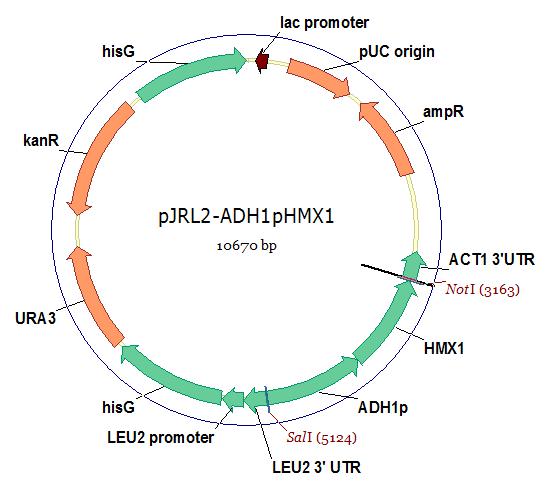 lac promoter
hisG
pUC origin
ampR
kanR
pJRL2-ADH1pHMX1
10670 bp
ACT1 3'UTR
NotI (3163)
URA3
HMX1
ADH1p
hisG
LEU2 promoter
SalI (5124)
LEU2 3' UTR